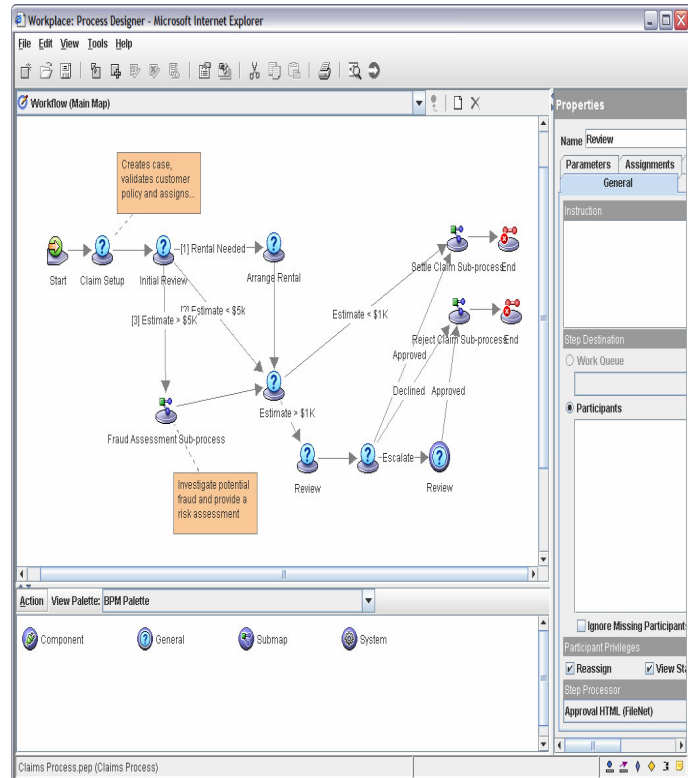 Workplace: Process Designer - Microsoft Internet Explorer
File Edit View Tools Help
Workflow (Main Map)
Creates case,
validates customer
policy and assigns...
Start
Claim Setup
Initial Review
[1] Rental Needed
Arrange Rental
[2] Estimate < $5k
[3] Estimate > $5K
Fraud Assessment Sub-process
Investigate potential
fraud and provide a
risk assessment
Estimate < $1K
Estimate > $1K
Review
Escalate
Review
Approved
Declined
Approved
Settle Claim Sub-process
End
Reject Claim Sub-process
End
Properties
Name Review
Parameters Assignments
General
Instruction
Step Destination
Work Queue
Participants
Ignore Missing Participant
Participant Privileges
Reassign View Sta
Step Processor
Approval HTML (FileNet)
Action View Palette: BPM Palette
Component General Submap System
Claims Process.pep (Claims Process)
3